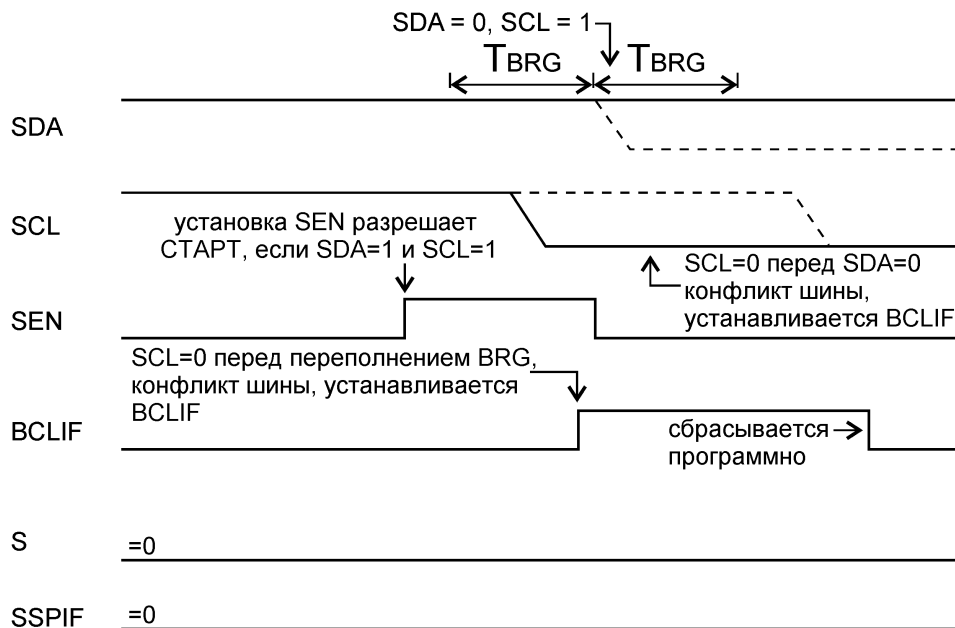 SDA = 0, SCL = 1
TBRG TBRG
SDA
SCL
установка SEN разрешает
СТАРТ, если SDA=1 и SCL=1
SCL=0 перед SDA=0
конфликт шины,
устанавливается BCLIF
SEN
SCL=0 перед переполнением BRG,
конфликт шины, устанавливается
BCLIF
BCLIF
сбрасывается
программно
S
=0
SSPIF
=0